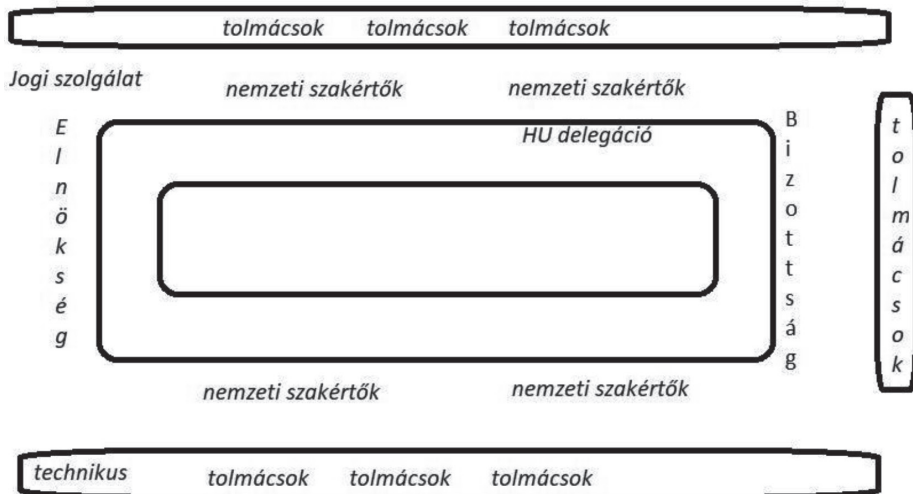 tolmácsok tolmácsok tolmácsok
Jogi szolgálat
nemzeti szakértők nemzeti szakértők
HU delegáció
Elnökség
Bizottság
tolmácsok
nemzeti szakértők nemzeti szakértők
technikus tolmácsok tolmácsok tolmácsok